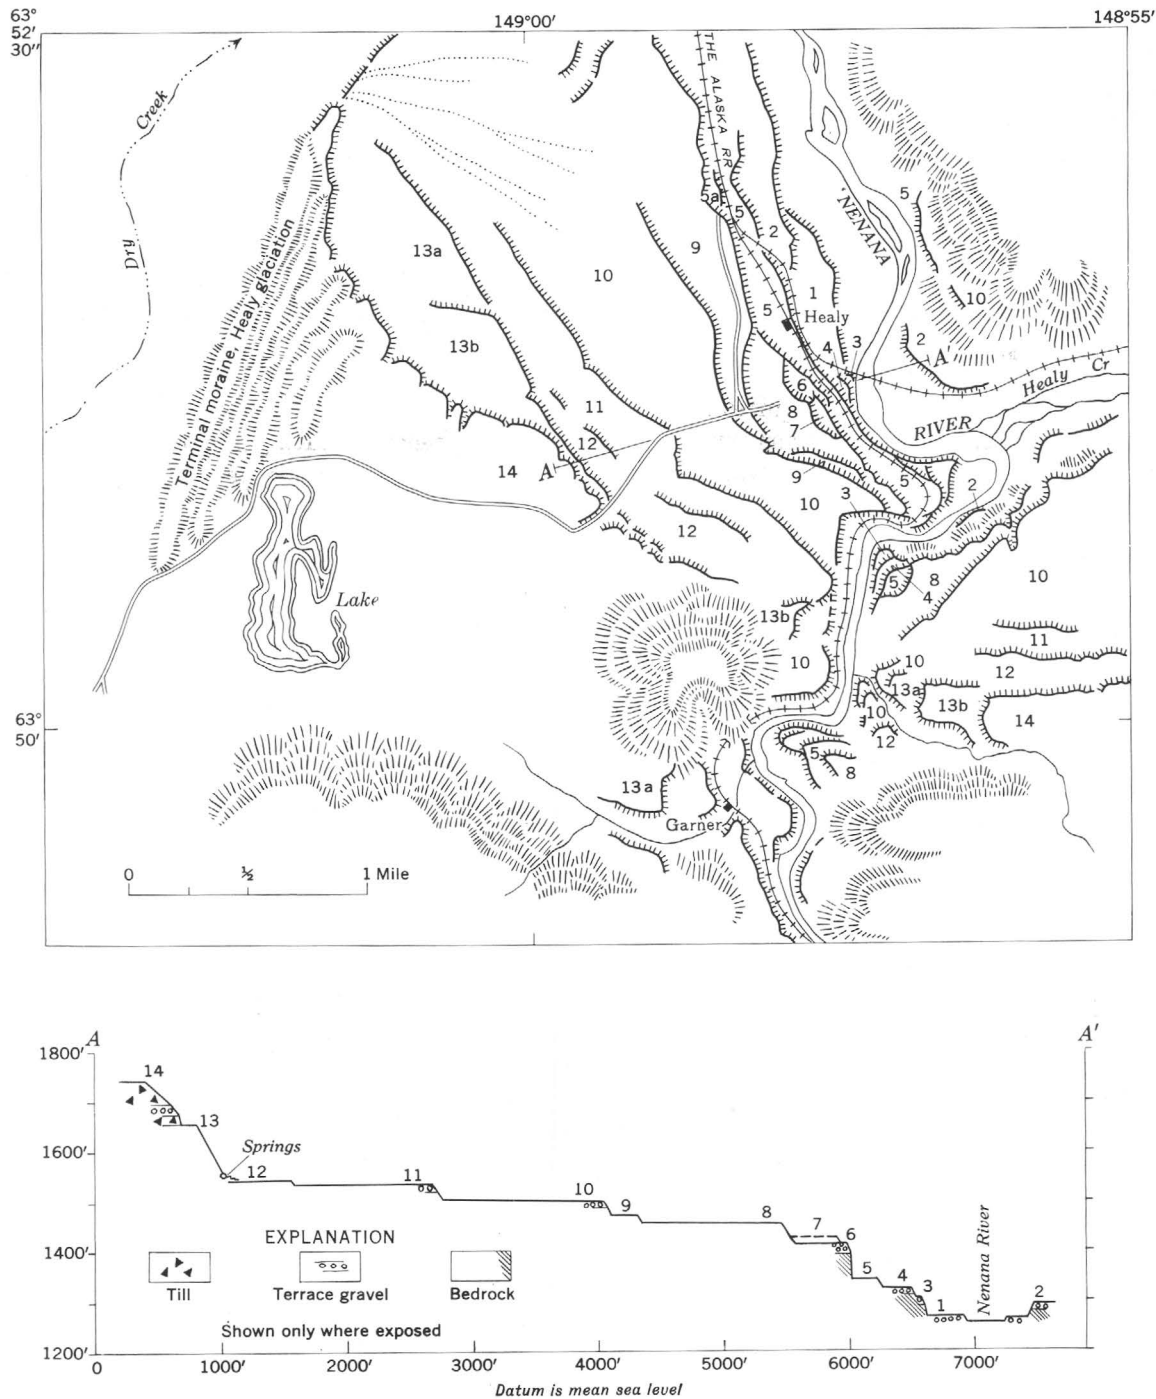 63°
52'
30"
149°00'
148°55'
Creek
Dry
Terminal moraine, Healy glaciation
THE ALASKA RR
NENANA
5a
5
5
2
9
13a
10
10
1
5
Healy
2
4
3
A'
13b
6
Healy Cr
11
8
RIVER
7
12
14
A
9
5
10
3
2
12
8
10
5
4
Lake
13b
11
10
10
12
13a
13b
10
14
63°
50'
12
5
8
13a
Garner
0
½
1 Mile
A
A'
1800'
14
13
1600'
Springs
12
11
10
9
8
7
6
Nenana River
EXPLANATION
1400'
5
4
3
2
1
Till
Terrace gravel
Bedrock
Shown only where exposed
1200'
0
1000'
2000'
3000'
4000'
5000'
6000'
7000'
Datum is mean sea level